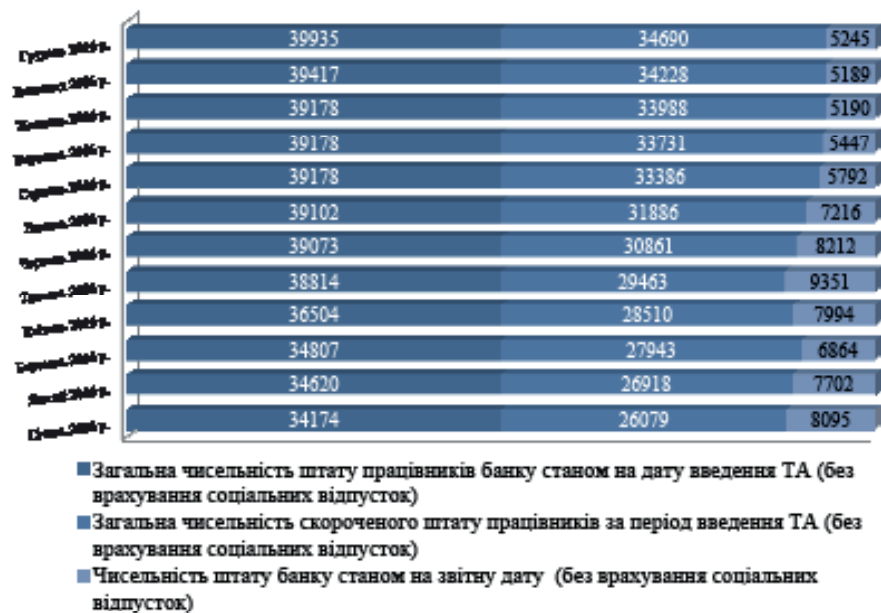 39935 34690 5245
39417 34228 5189
39178 33988 5190
39178 33731 5447
39178 33386 5792
39102 31886 7216
39073 30861 8212
38814 29463 9351
36504 28510 7994
34807 27943 6864
34620 26918 7702
34174 26079 8095
Загальна чисельність штату працівників банку станом на дату введення ТА (без
врахування соціальних відпусток)
Загальна чисельність скороченого штату працівників за період введення ТА (без
врахування соціальних відпусток)
Чисельність штату банку станом на звітну дату (без врахування соціальних
відпусток)